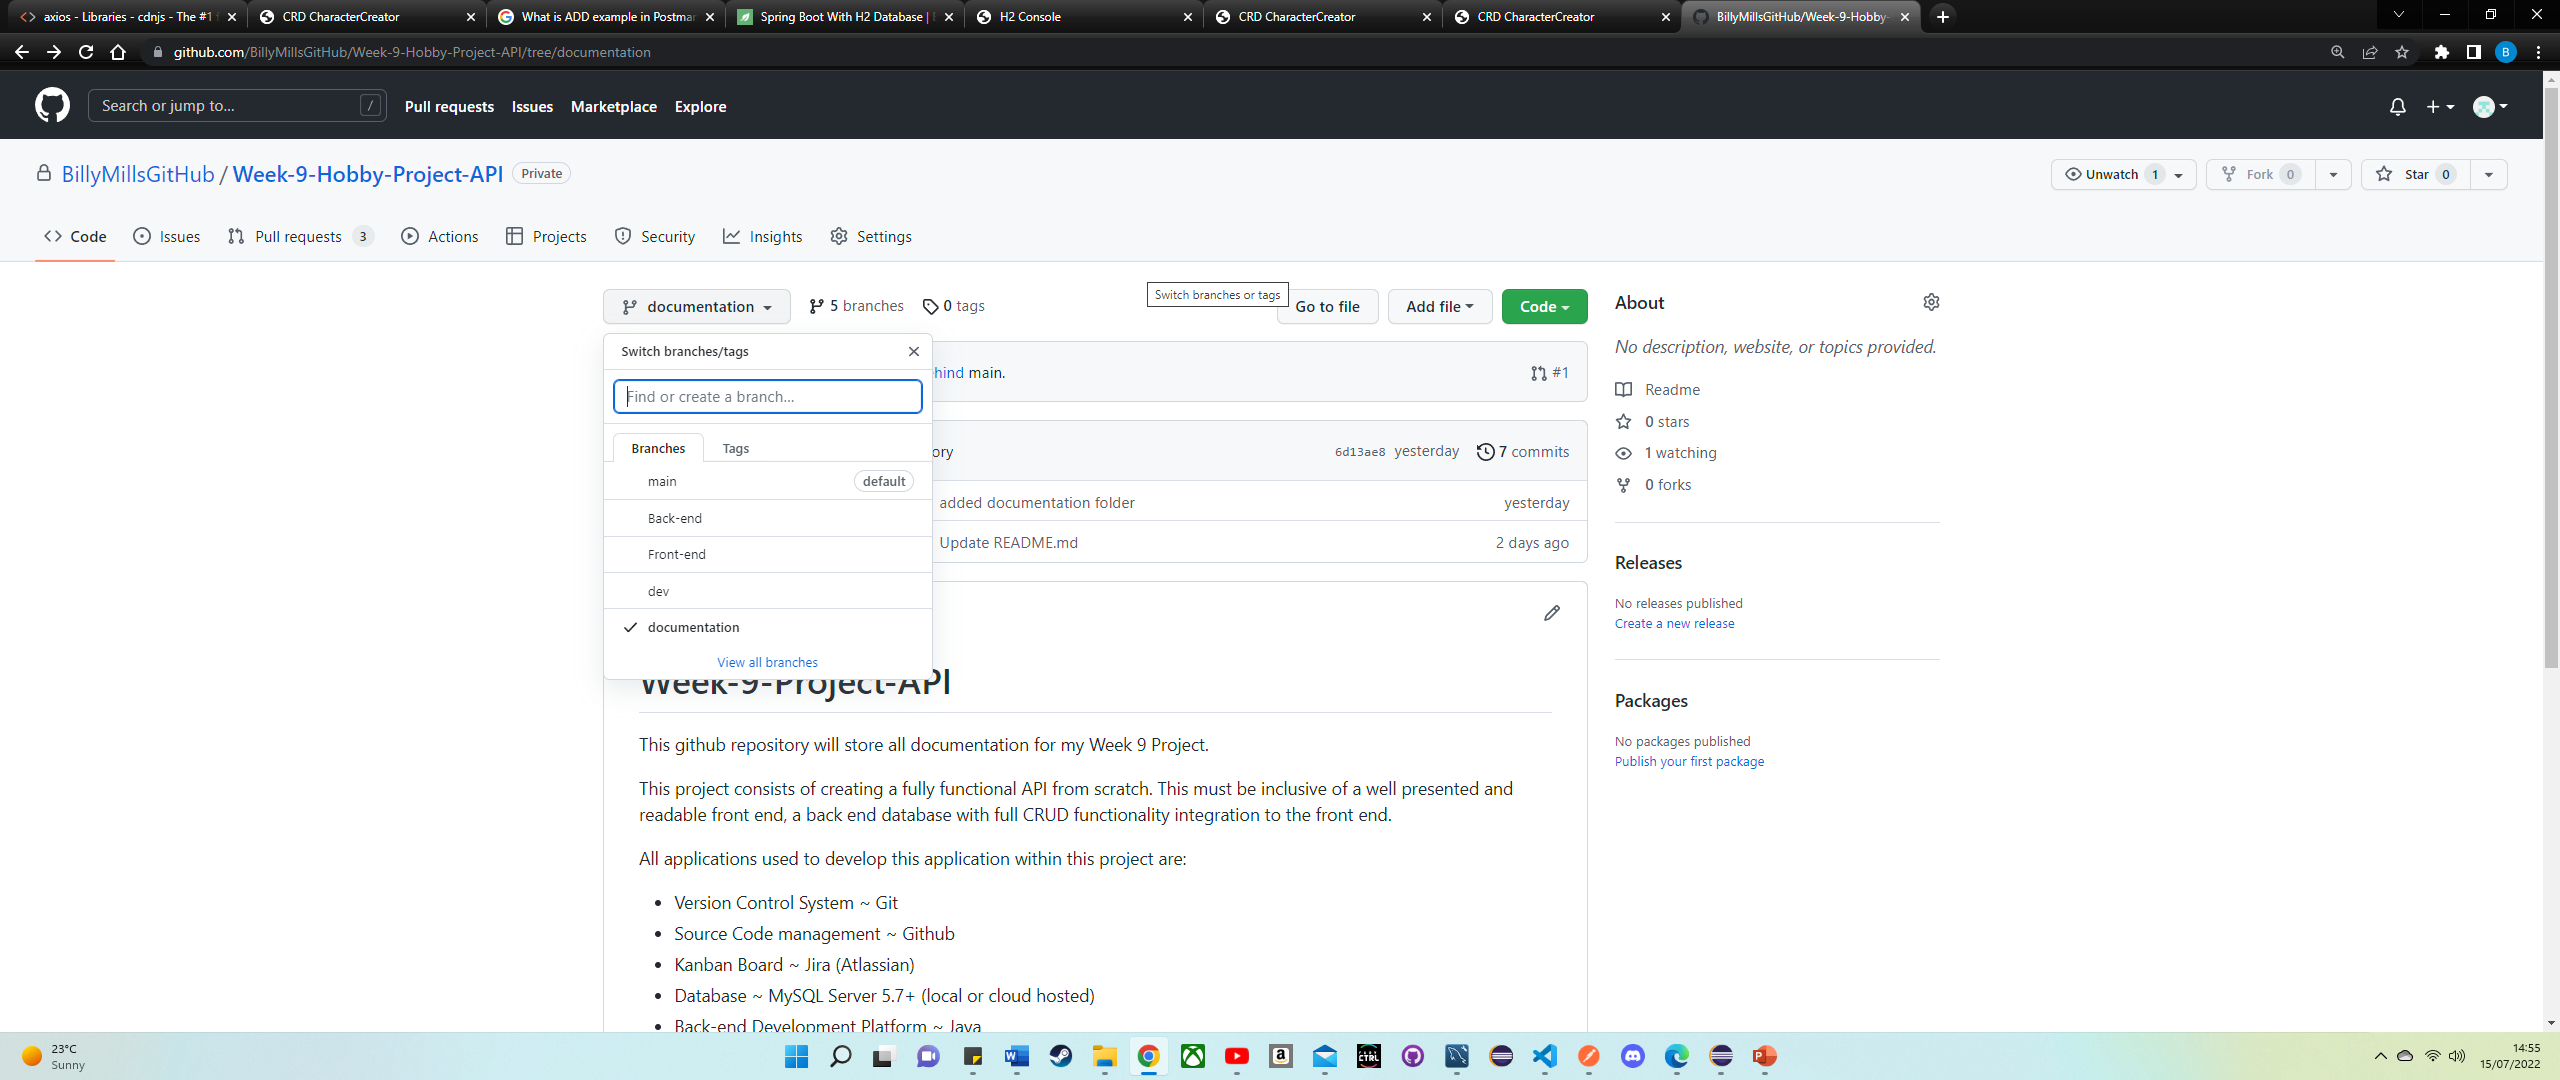 axios - Libraries - cdnjs - The #1 f
CRD CharacterCreator
What is ADD example in Postman
Spring Boot With H2 Database |
H2 Console
CRD CharacterCreator
CRD CharacterCreator
BillyMillsGitHub/Week-9-Hobby-
github.com/BillyMillsGitHub/Week-9-Hobby-Project-API/tree/documentation
B
Search or jump to...
/
Pull requests
Issues
Marketplace
Explore
BillyMillsGitHub / Week-9-Hobby-Project-API
Private
Unwatch 1
Fork 0
Star 0
Code
Issues
Pull requests 3
Actions
Projects
Security
Insights
Settings
documentation
5 branches
0 tags
Switch branches or tags
Go to file
Add file
Code
Switch branches/tags
Find or create a branch...
Branches
Tags
main
default
Back-end
Front-end
dev
documentation
View all branches
hind main.
#1
ory
6d13ae8 yesterday
7 commits
added documentation folder
yesterday
Update README.md
2 days ago
Week-9-Project-API
This github repository will store all documentation for my Week 9 Project.
This project consists of creating a fully functional API from scratch. This must be inclusive of a well presented and
readable front end, a back end database with full CRUD functionality integration to the front end.
All applications used to develop this application within this project are:
• Version Control System ~ Git
• Source Code management ~ Github
• Kanban Board ~ Jira (Atlassian)
• Database ~ MySQL Server 5.7+ (local or cloud hosted)
• Back-end Development Platform ~ Java
About
No description, website, or topics provided.
Readme
0 stars
1 watching
0 forks
Releases
No releases published
Create a new release
Packages
No packages published
Publish your first package
23°C
Sunny
CTRL
14:55
15/07/2022